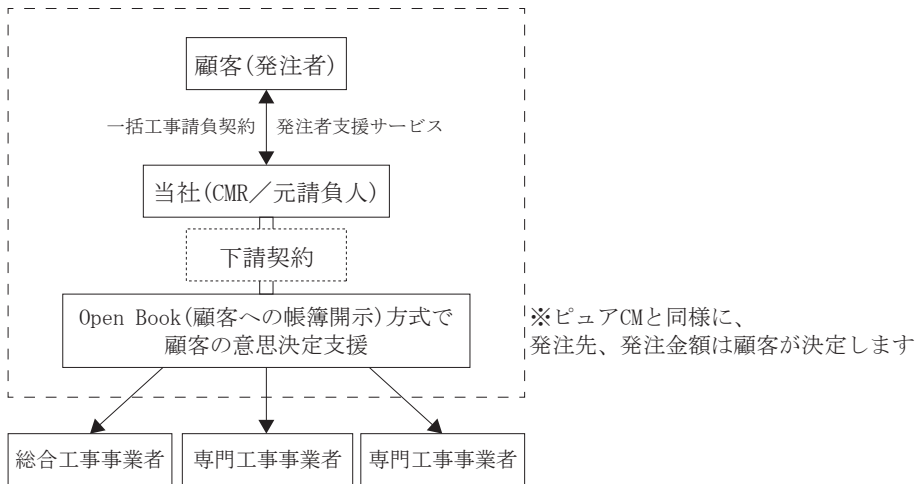 顧客(発注者)
一括工事請負契約 発注者支援サービス
当社(CMR／元請負人)
下請契約
Open Book(顧客への帳簿開示)方式で
顧客の意思決定支援
※ピュアCMと同様に、
発注先、発注金額は顧客が決定します
総合工事事業者 専門工事事業者 専門工事事業者